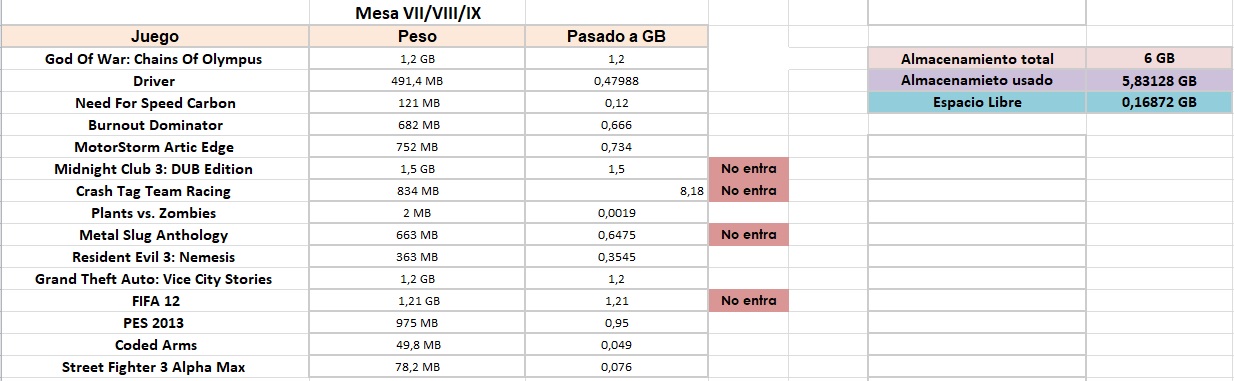 Mesa VII/VIII/IX
Juego Peso Pasado a GB
God Of War: Chains Of Olympus 1,2 GB 1,2 Almacenamiento total 6 GB
Driver 491,4 MB 0,47988 Almacenamieto usado 5,83128 GB
Need For Speed Carbon 121 MB 0,12 Espacio Libre 0,16872 GB
Burnout Dominator 682 MB 0,666
MotorStorm Artic Edge 752 MB 0,734
Midnight Club 3: DUB Edition 1,5 GB 1,5 No entra
Crash Tag Team Racing 834 MB 8,18 No entra
Plants vs. Zombies 2 MB 0,0019
Metal Slug Anthology 663 MB 0,6475 No entra
Resident Evil 3: Nemesis 363 MB 0,3545
Grand Theft Auto: Vice City Stories 1,2 GB 1,2
FIFA 12 1,21 GB 1,21 No entra
PES 2013 975 MB 0,95
Coded Arms 49,8 MB 0,049
Street Fighter 3 Alpha Max 78,2 MB 0,076